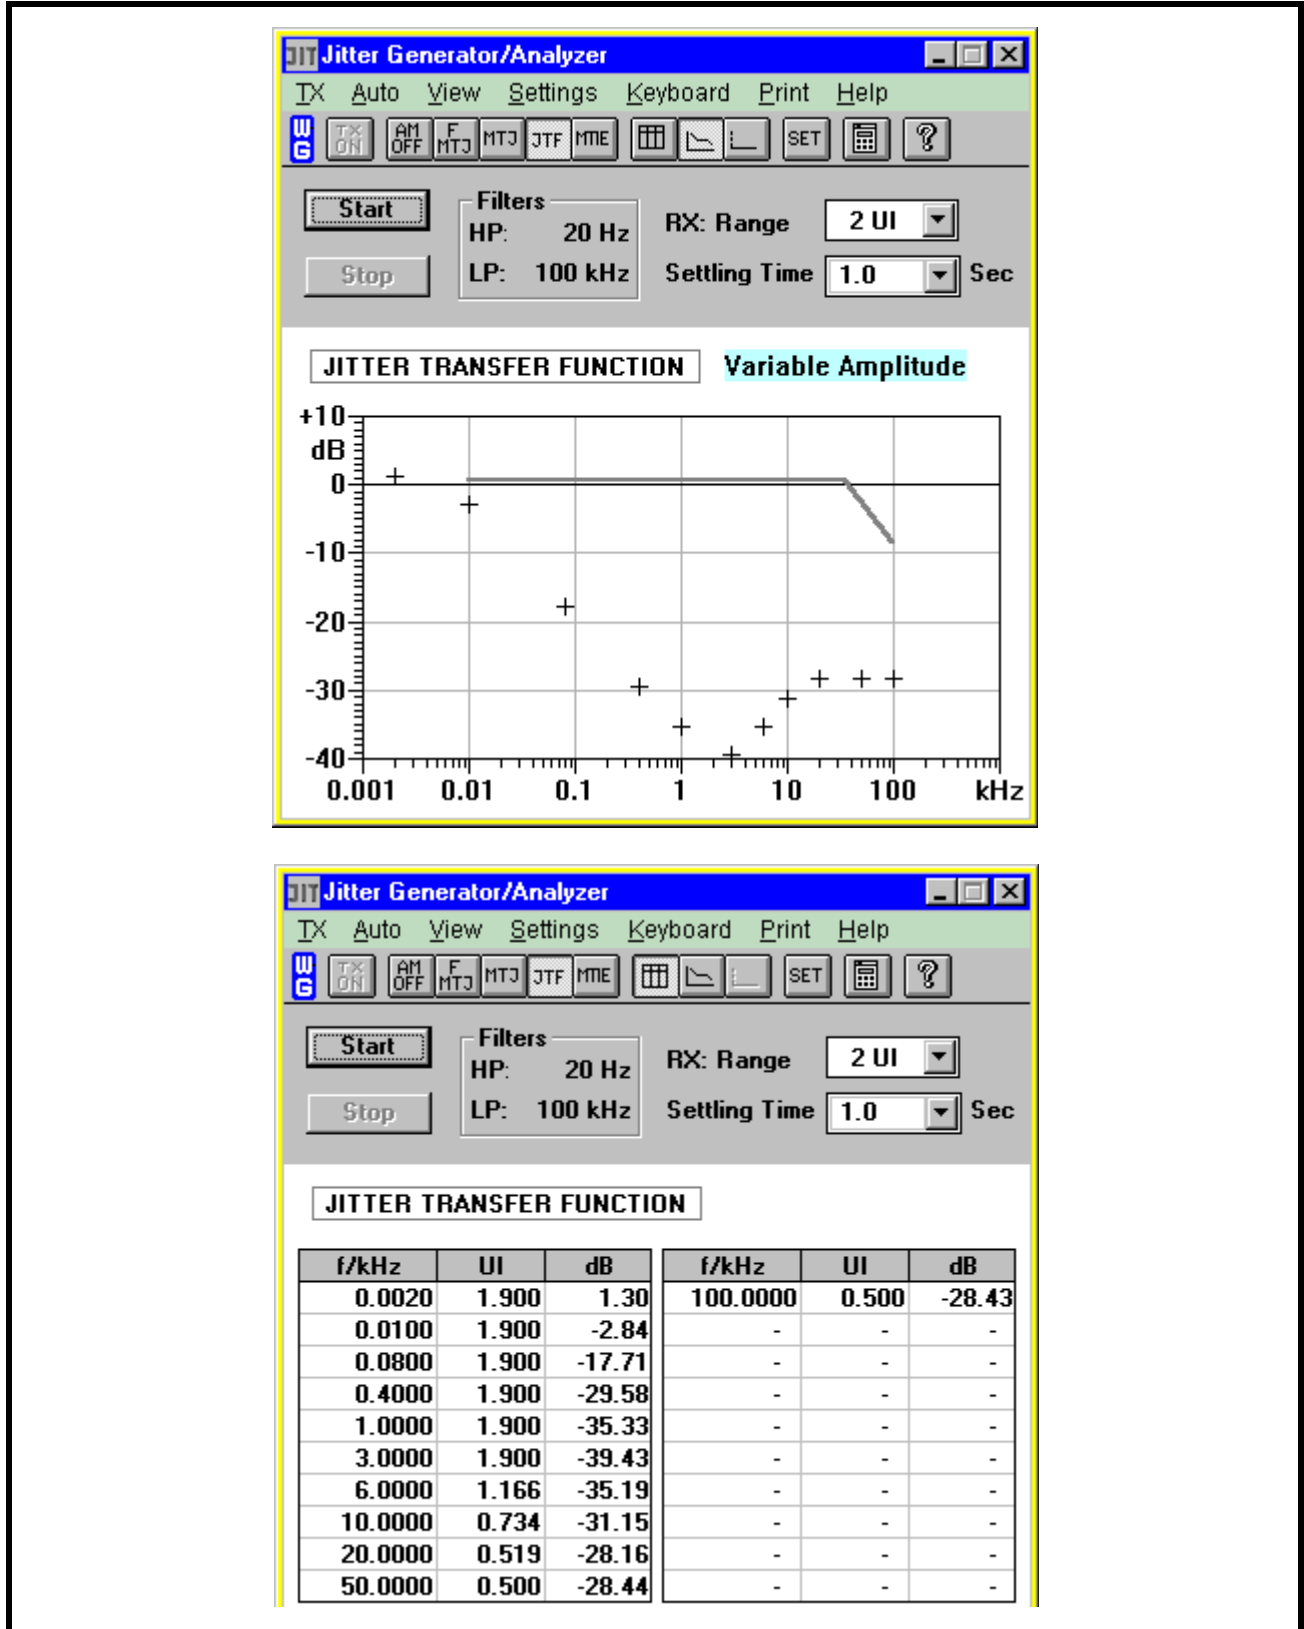 JIT Jitter Generator/Analyzer
TX Auto View Settings Keyboard Print Help
WG TX ON AM OFF F MTJ MTJ JTF MTIE SET ?
Start Filters
HP: 20 Hz RX: Range 2 UI
Stop LP: 100 kHz Settling Time 1.0 Sec
JITTER TRANSFER FUNCTION Variable Amplitude
+10
dB
0
-10
-20
-30
-40
0.001 0.01 0.1 1 10 100 kHz
JIT Jitter Generator/Analyzer
TX Auto View Settings Keyboard Print Help
WG TX ON AM OFF F MTJ MTJ JTF MTIE SET ?
Start Filters
HP: 20 Hz RX: Range 2 UI
Stop LP: 100 kHz Settling Time 1.0 Sec
JITTER TRANSFER FUNCTION
f/kHz UI dB f/kHz UI dB
0.0020 1.900 1.30 100.0000 0.500 -28.43
0.0100 1.900 -2.84 - - -
0.0800 1.900 -17.71 - - -
0.4000 1.900 -29.58 - - -
1.0000 1.900 -35.33 - - -
3.0000 1.900 -39.43 - - -
6.0000 1.166 -35.19 - - -
10.0000 0.734 -31.15 - - -
20.0000 0.519 -28.16 - - -
50.0000 0.500 -28.44 - - -